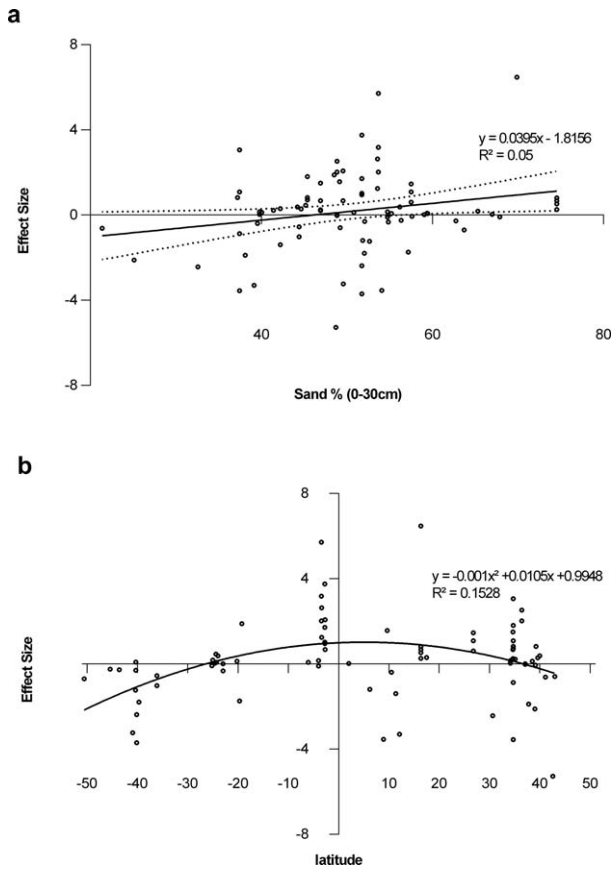 a
8
4
0
-4
-8
Effect Size
y = 0.0395x - 1.8156
R² = 0.05
40
60
80
Sand % (0-30cm)
b
8
4
0
-4
-8
Effect Size
y = -0.001x² +0.0105x +0.9948
R² = 0.1528
-50 -40 -30 -20 -10 0 10 20 30 40 50
latitude